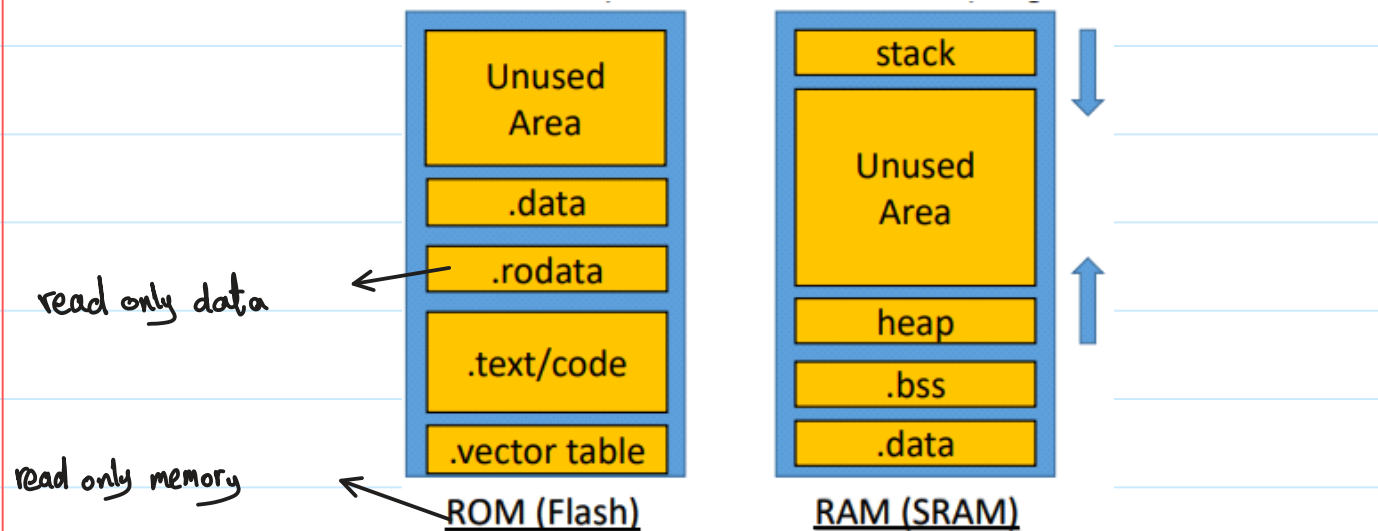 Unused
Area
.data
.rodata
.text/code
.vector table
ROM (Flash)
stack
Unused
Area
heap
.bss
.data
RAM (SRAM)
read only data
read only memory